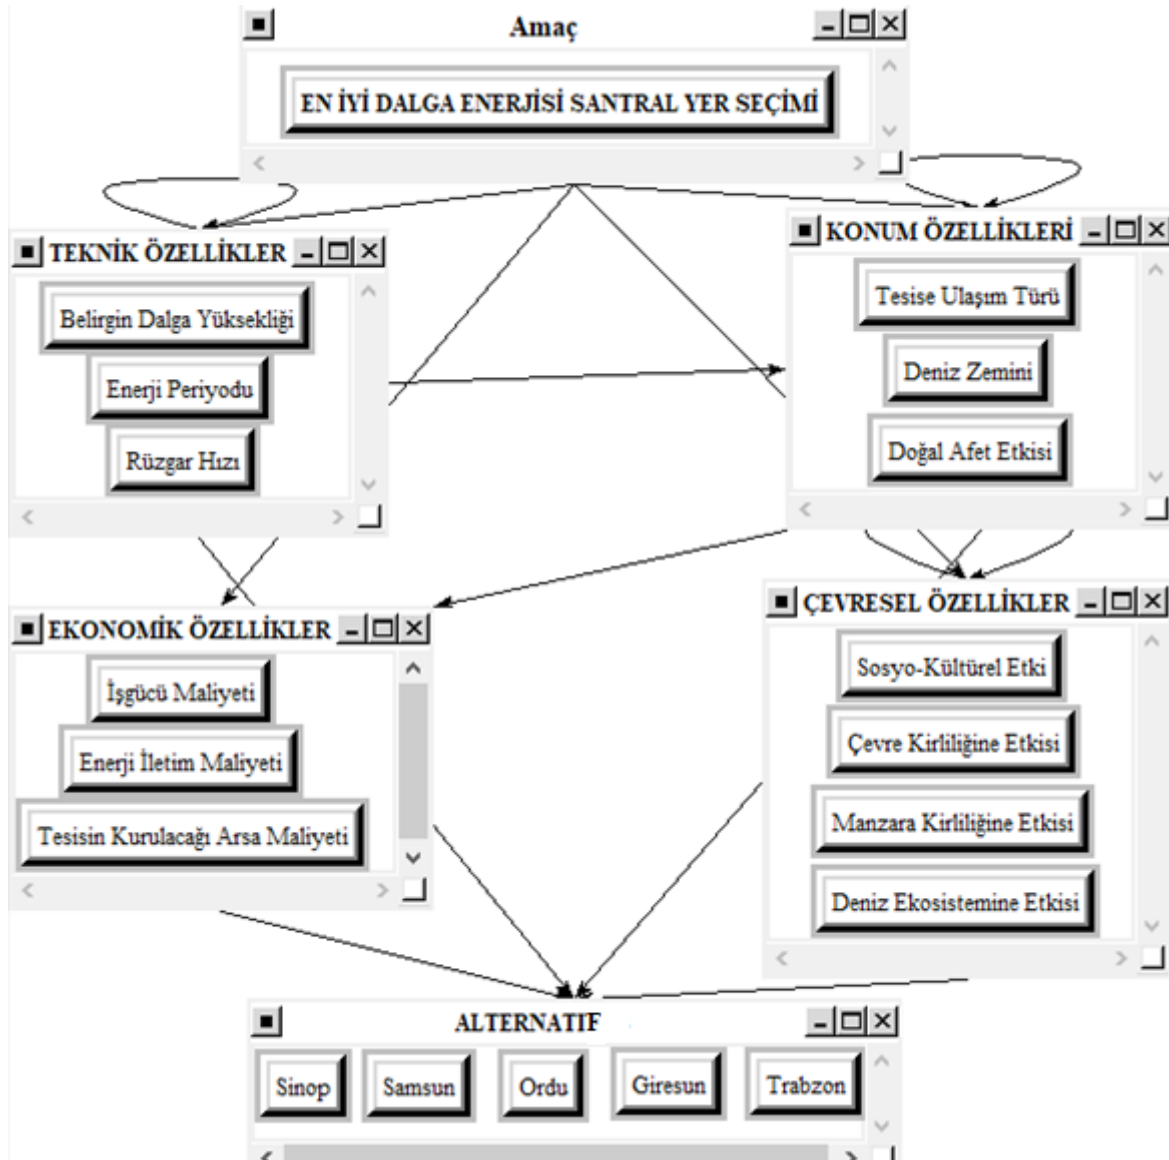 Amaç
EN İYİ DALGA ENERJİSİ SANTRAL YER SEÇİMİ
TEKNİK ÖZELLİKLER
Belirgin Dalga Yüksekliği
Enerji Periyodu
Rüzgar Hızı
KONUM ÖZELLİKLERİ
Tesise Ulaşım Türü
Deniz Zemini
Doğal Afet Etkisi
EKONOMİK ÖZELLİKLER
İşgücü Maliyeti
Enerji İletim Maliyeti
Tesisin Kurulacağı Arsa Maliyeti
ÇEVRESEL ÖZELLİKLER
Sosyo-Kültürel Etki
Çevre Kirliliğine Etkisi
Manzara Kirliliğine Etkisi
Deniz Ekosistemine Etkisi
ALTERNATIF
Sinop Samsun Ordu Giresun Trabzon